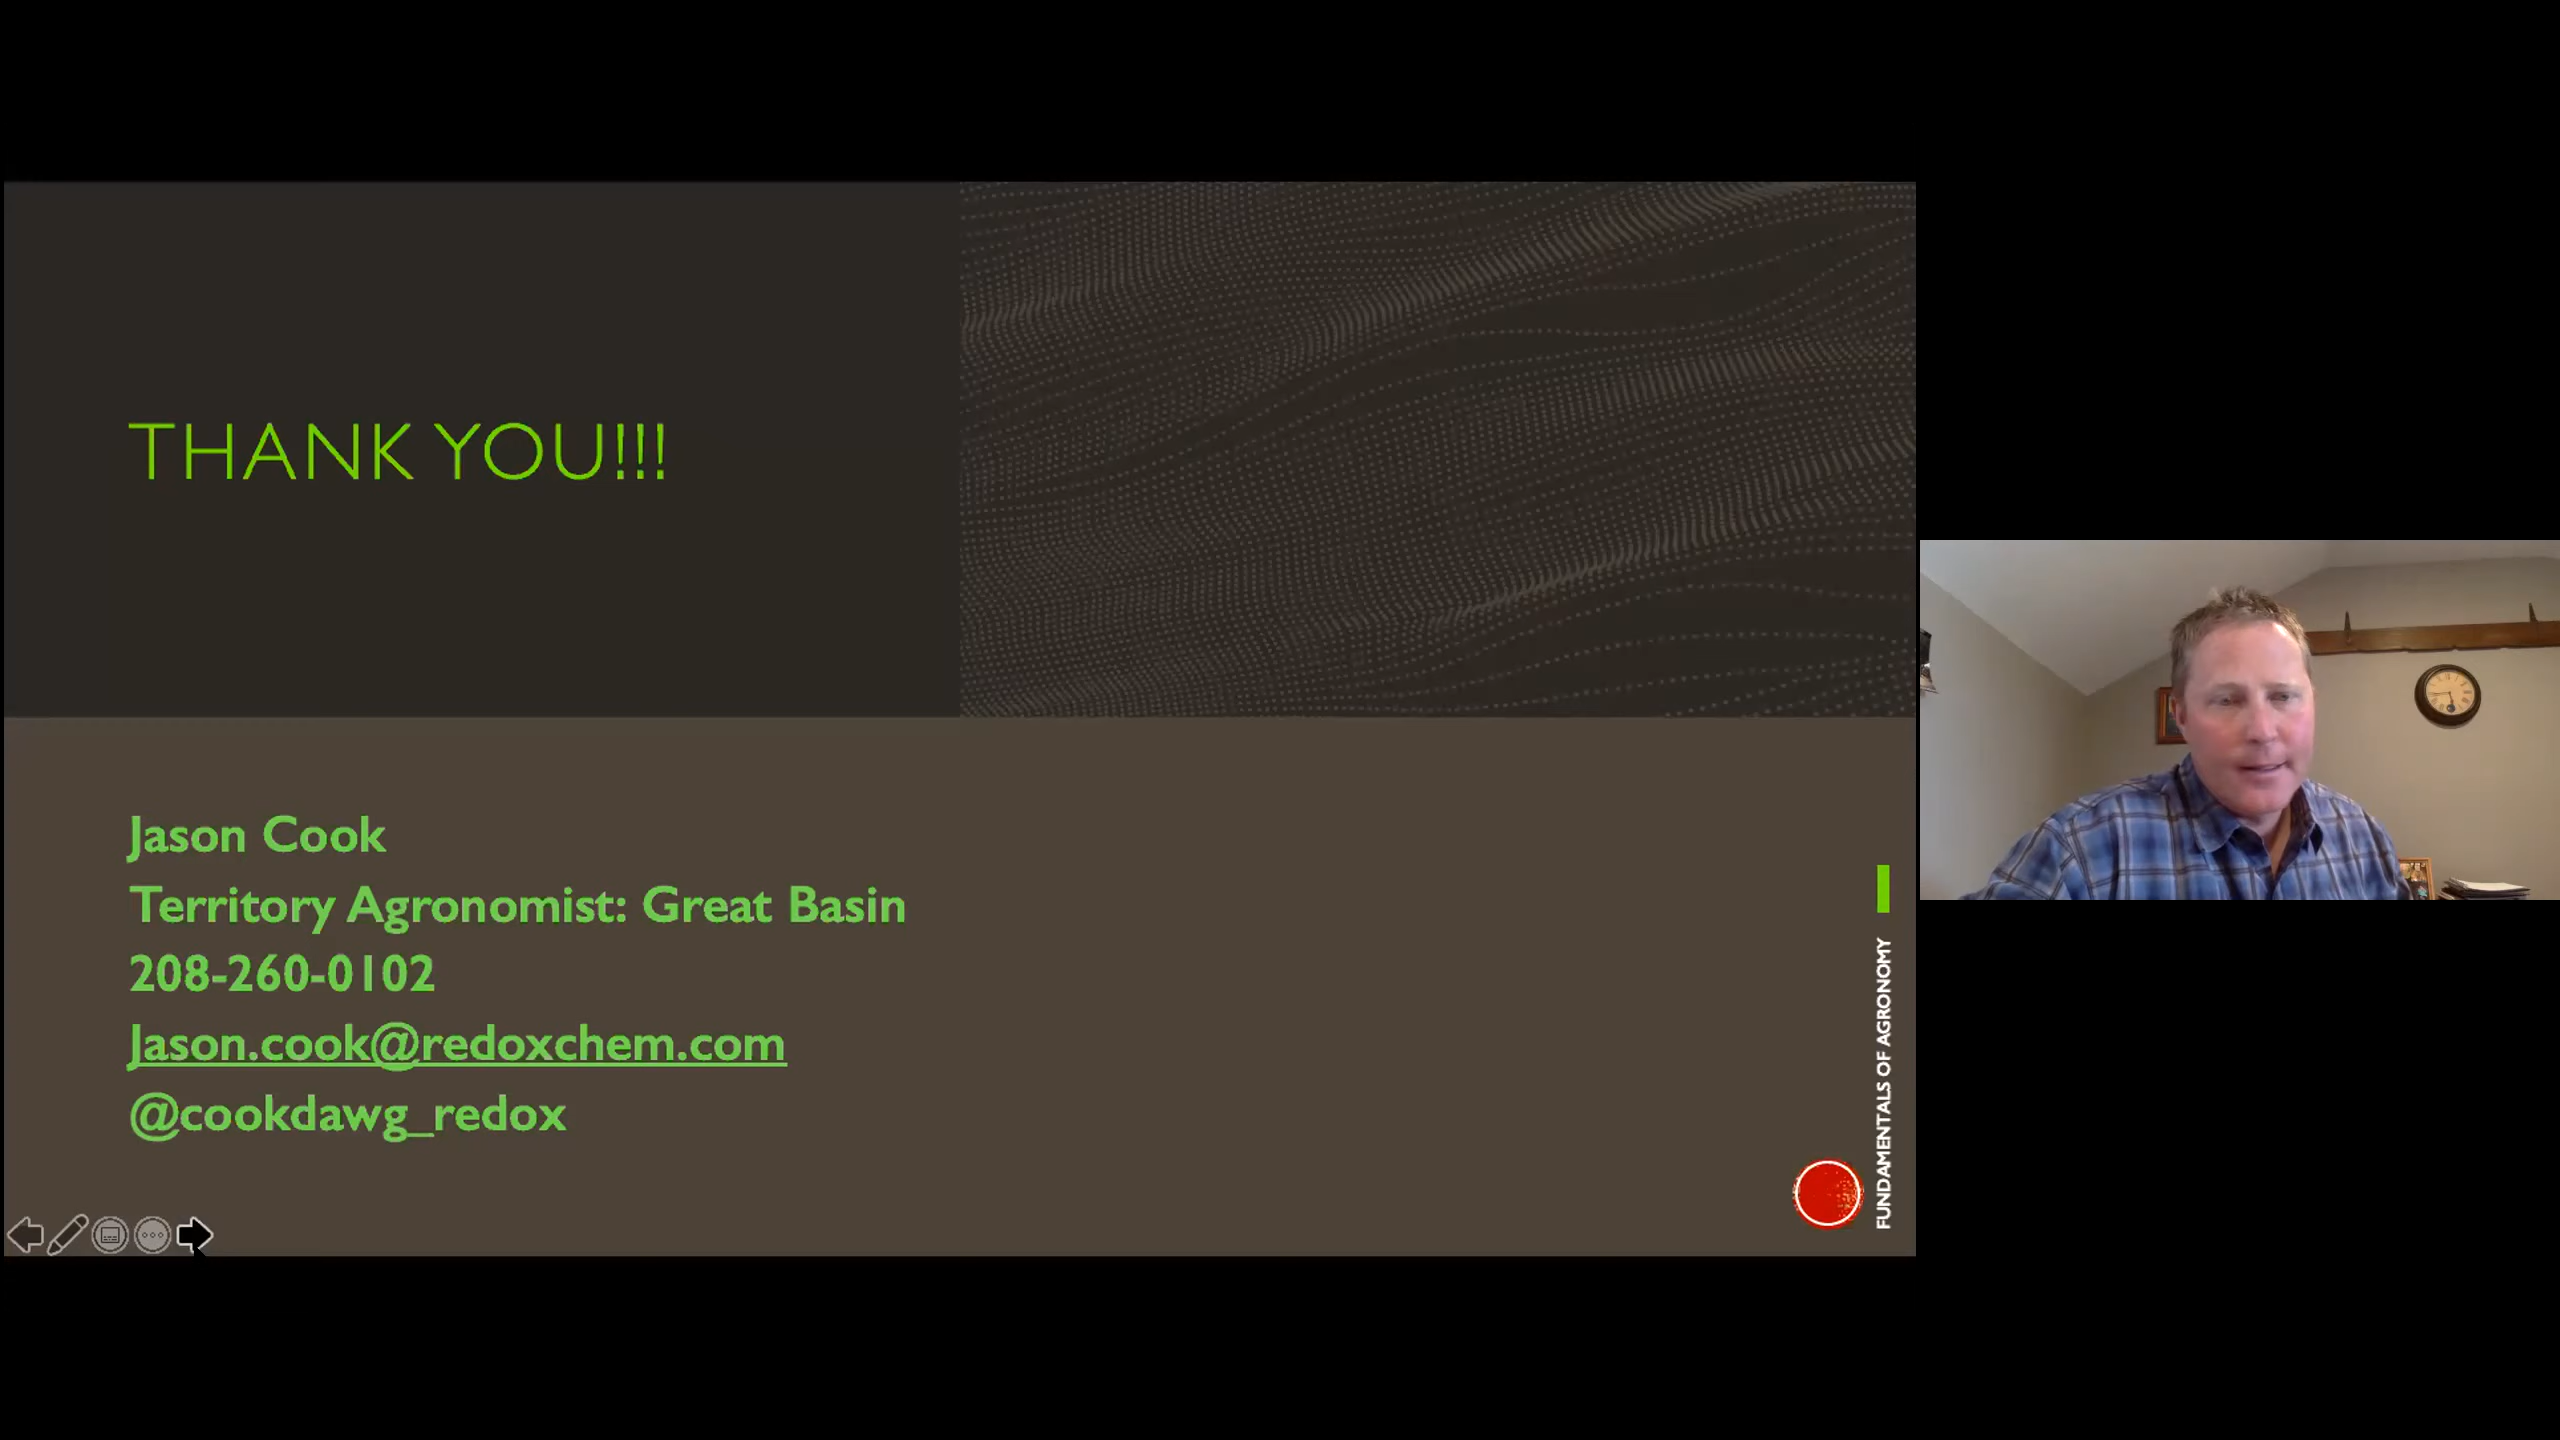 THANK YOU!!!
Jason Cook
Territory Agronomist: Great Basin
208-260-0102
Jason.cook@redoxchem.com
@cookdawg_redox
FUNDAMENTALS OF AGRONOMY